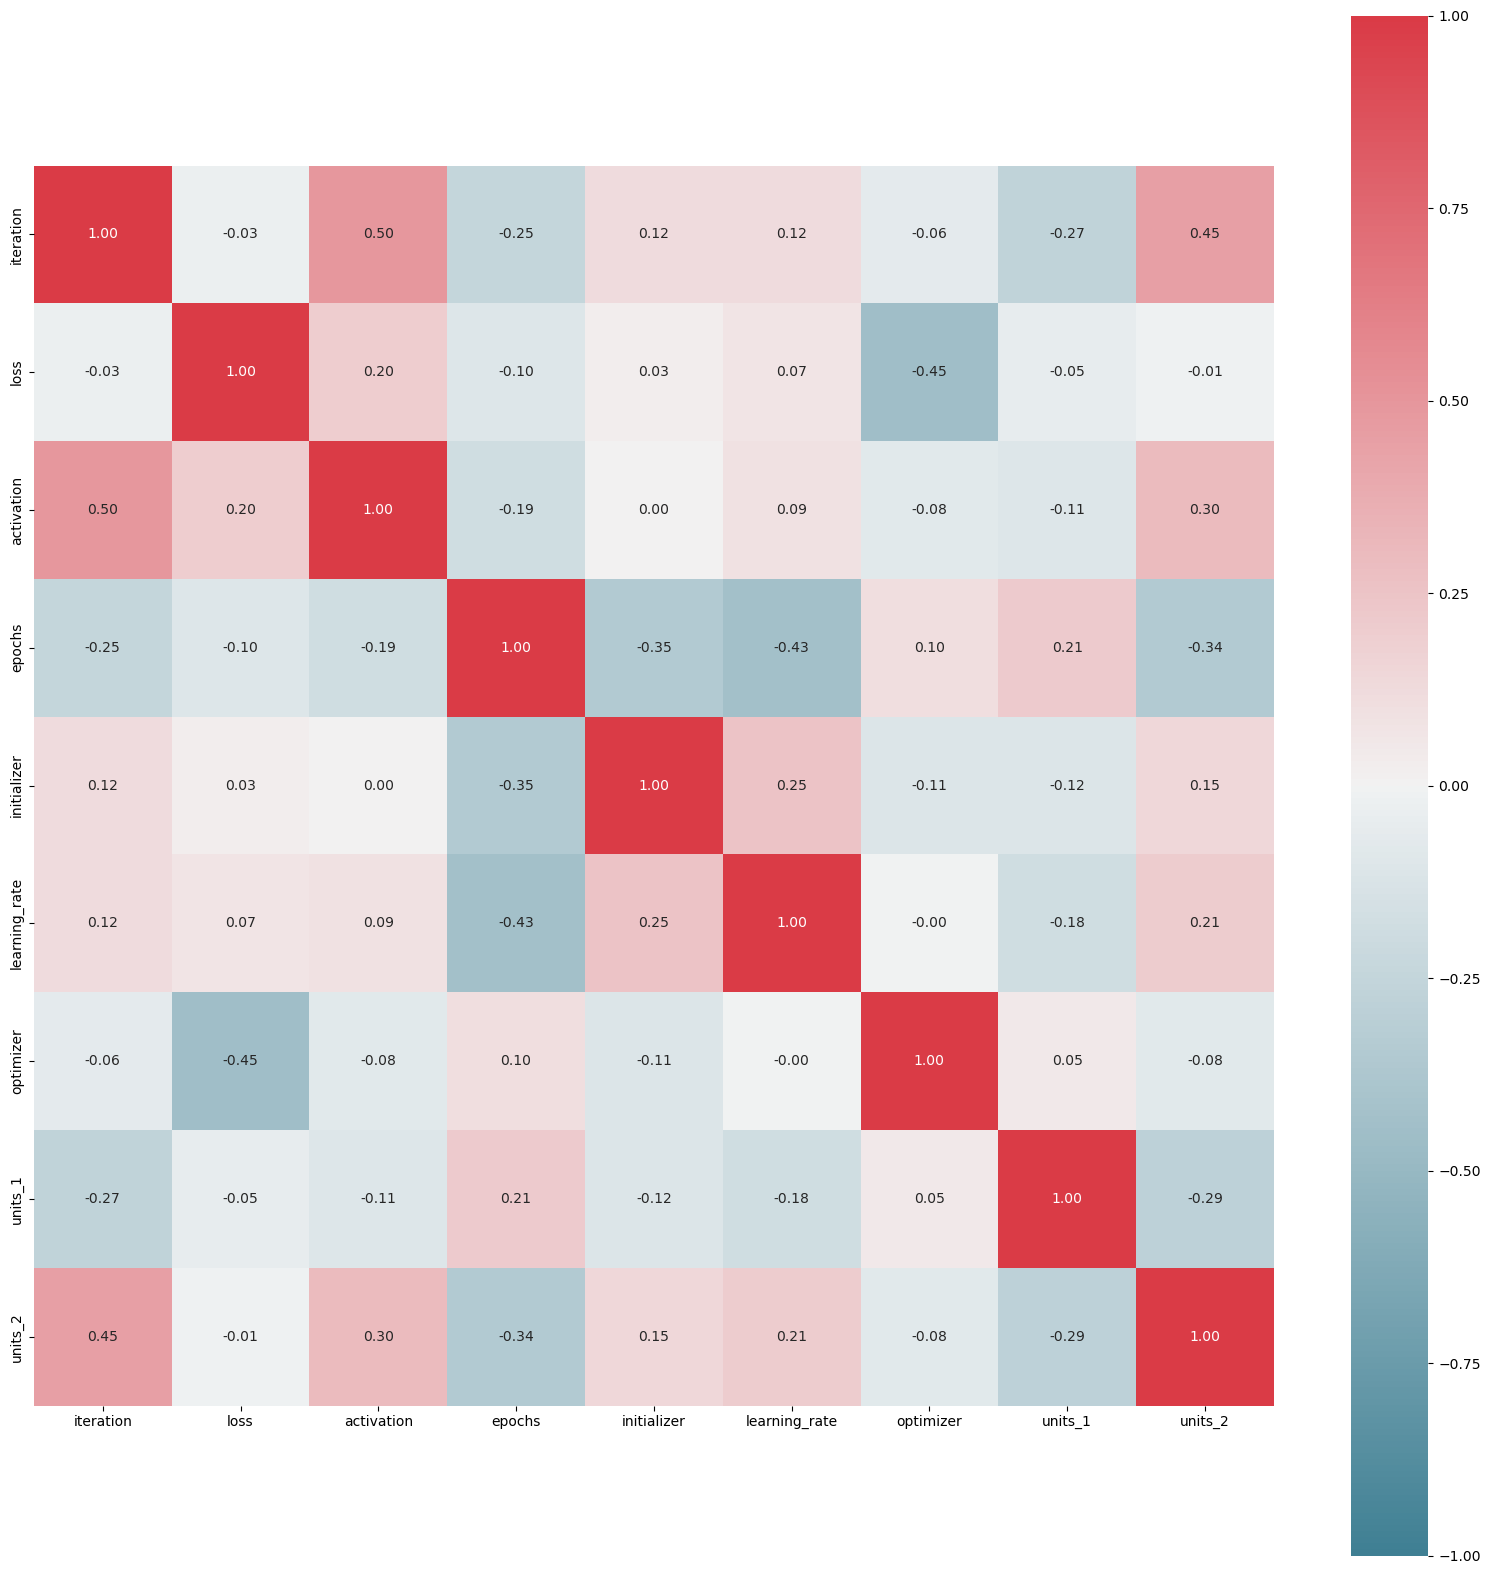 iteration 1.00 -0.03 0.50 -0.25 0.12 0.12 -0.06 -0.27 0.45
loss -0.03 1.00 0.20 -0.10 0.03 0.07 -0.45 -0.05 -0.01
activation 0.50 0.20 1.00 -0.19 0.00 0.09 -0.08 -0.11 0.30
epochs -0.25 -0.10 -0.19 1.00 -0.35 -0.43 0.10 0.21 -0.34
initializer 0.12 0.03 0.00 -0.35 1.00 0.25 -0.11 -0.12 0.15
learning_rate 0.12 0.07 0.09 -0.43 0.25 1.00 -0.00 -0.18 0.21
optimizer -0.06 -0.45 -0.08 0.10 -0.11 -0.00 1.00 0.05 -0.08
units_1 -0.27 -0.05 -0.11 0.21 -0.12 -0.18 0.05 1.00 -0.29
units_2 0.45 -0.01 0.30 -0.34 0.15 0.21 -0.08 -0.29 1.00
iteration loss activation epochs initializer learning_rate optimizer units_1 units_2
1.00
0.75
0.50
0.25
0.00
−0.25
−0.50
−0.75
−1.00